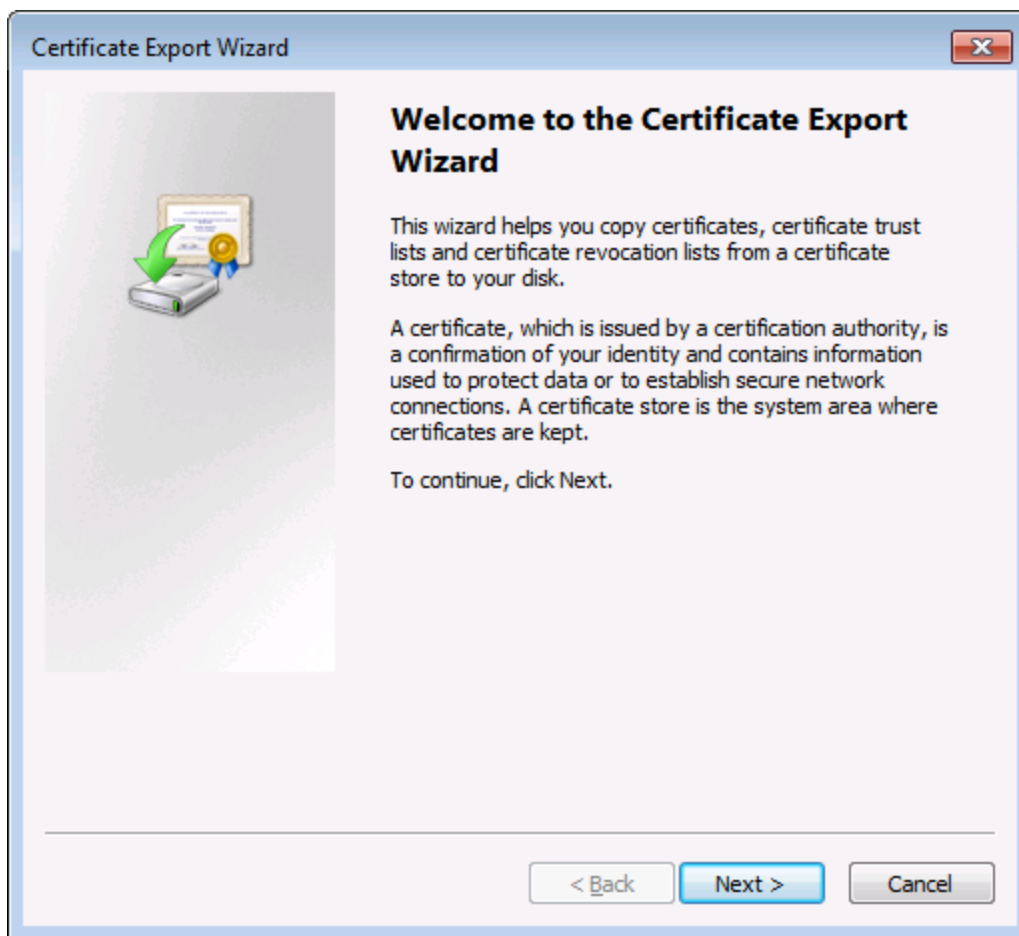 Certificate Export Wizard
Welcome to the Certificate Export
Wizard
This wizard helps you copy certificates, certificate trust
lists and certificate revocation lists from a certificate
store to your disk.
A certificate, which is issued by a certification authority, is
a confirmation of your identity and contains information
used to protect data or to establish secure network
connections. A certificate store is the system area where
certificates are kept.
To continue, click Next.
< Back Next > Cancel